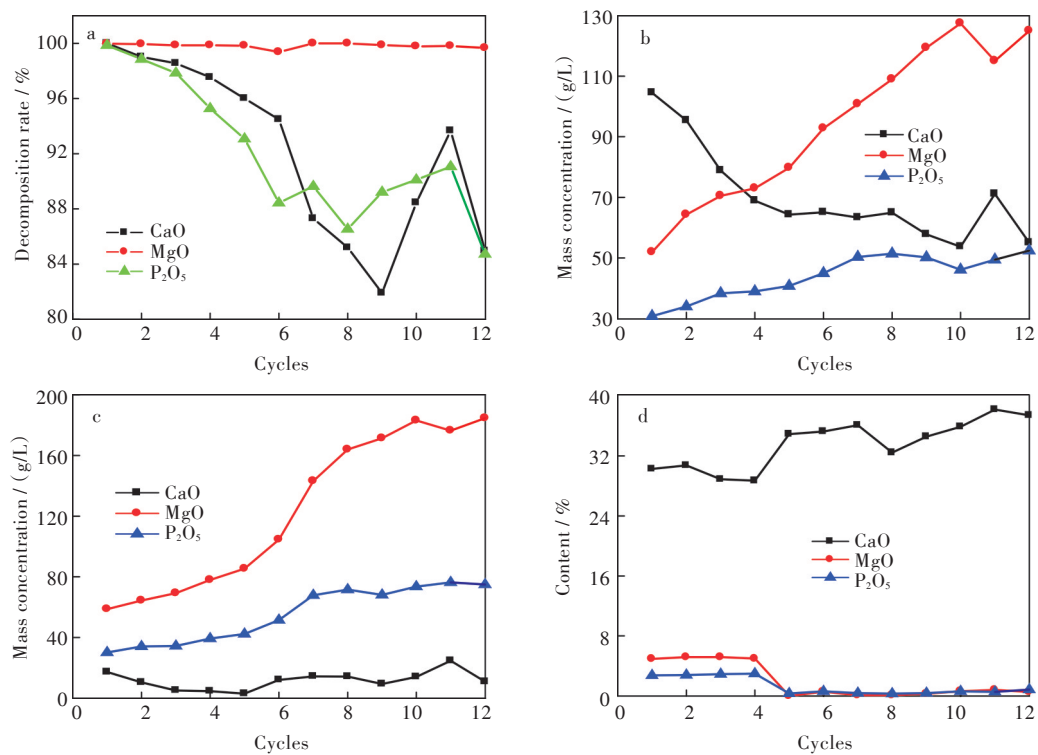 a
Decomposition rate / %
100
96
92
88
84
80
CaO
MgO
P₂O₅
0 2 4 6 8 10 12
Cycles
b
Mass concentration / (g/L)
130
110
90
70
50
30
CaO
MgO
P₂O₅
0 2 4 6 8 10 12
Cycles
c
Mass concentration / (g/L)
200
160
120
80
40
0
CaO
MgO
P₂O₅
0 2 4 6 8 10 12
Cycles
d
Content / %
40
32
24
16
8
0
CaO
MgO
P₂O₅
0 2 4 6 8 10 12
Cycles